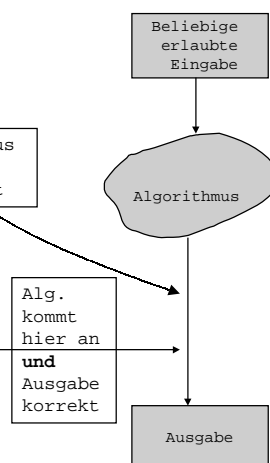 Beliebige
erlaubte
Eingabe
Algorithmus
Alg.
kommt
hier an
und
Ausgabe
korrekt
Ausgabe